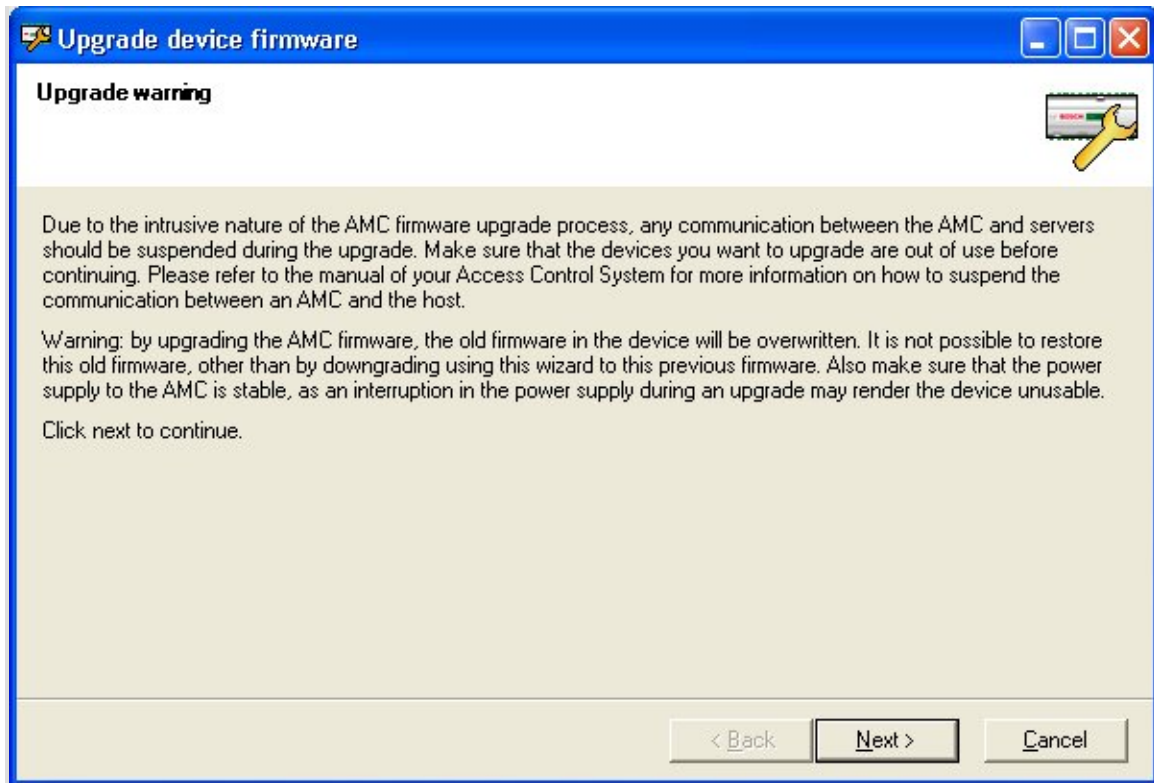 Upgrade device firmware
Upgrade warning
BOSCH
Due to the intrusive nature of the AMC firmware upgrade process, any communication between the AMC and servers
should be suspended during the upgrade. Make sure that the devices you want to upgrade are out of use before
continuing. Please refer to the manual of your Access Control System for more information on how to suspend the
communication between an AMC and the host.
Warning: by upgrading the AMC firmware, the old firmware in the device will be overwritten. It is not possible to restore
this old firmware, other than by downgrading using this wizard to this previous firmware. Also make sure that the power
supply to the AMC is stable, as an interruption in the power supply during an upgrade may render the device unusable.
Click next to continue.
< Back Next > Cancel